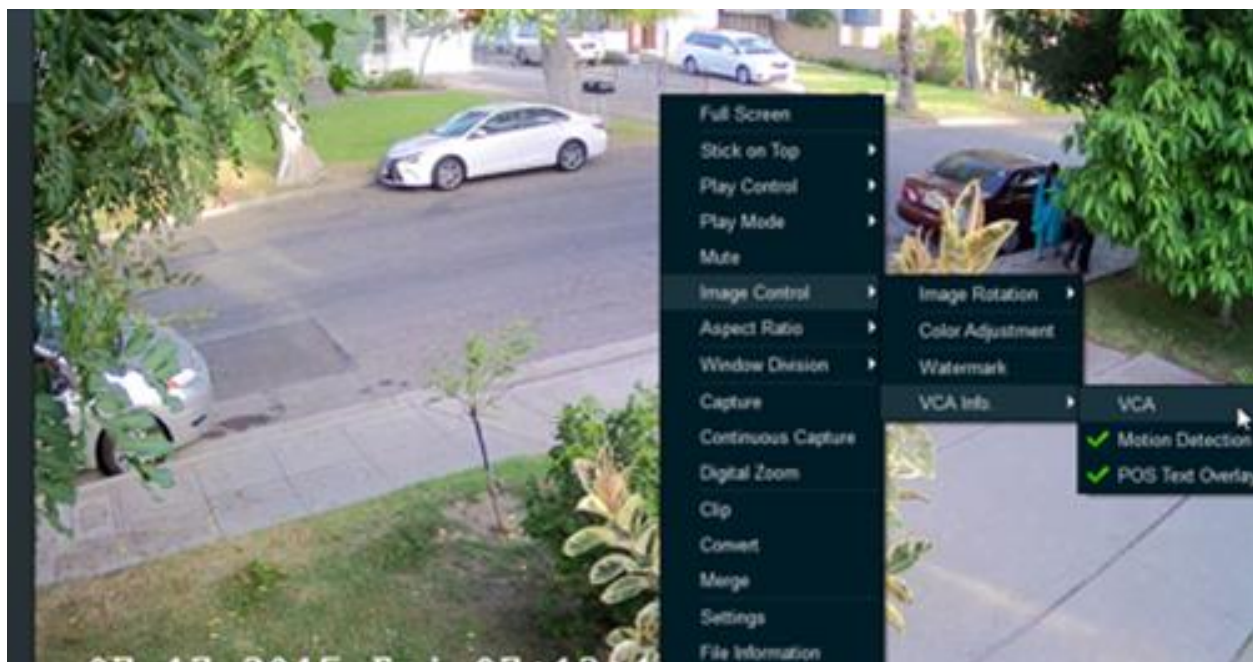 Full Screen
Stick on Top
Play Control
Play Mode
Mute
Image Control
Aspect Ratio
Window Division
Capture
Continuous Capture
Digital Zoom
Clip
Convert
Merge
Settings
File Information
Image Rotation
Color Adjustment
Watermark
VCA Info.
VCA
Motion Detection
POS Text Overlay